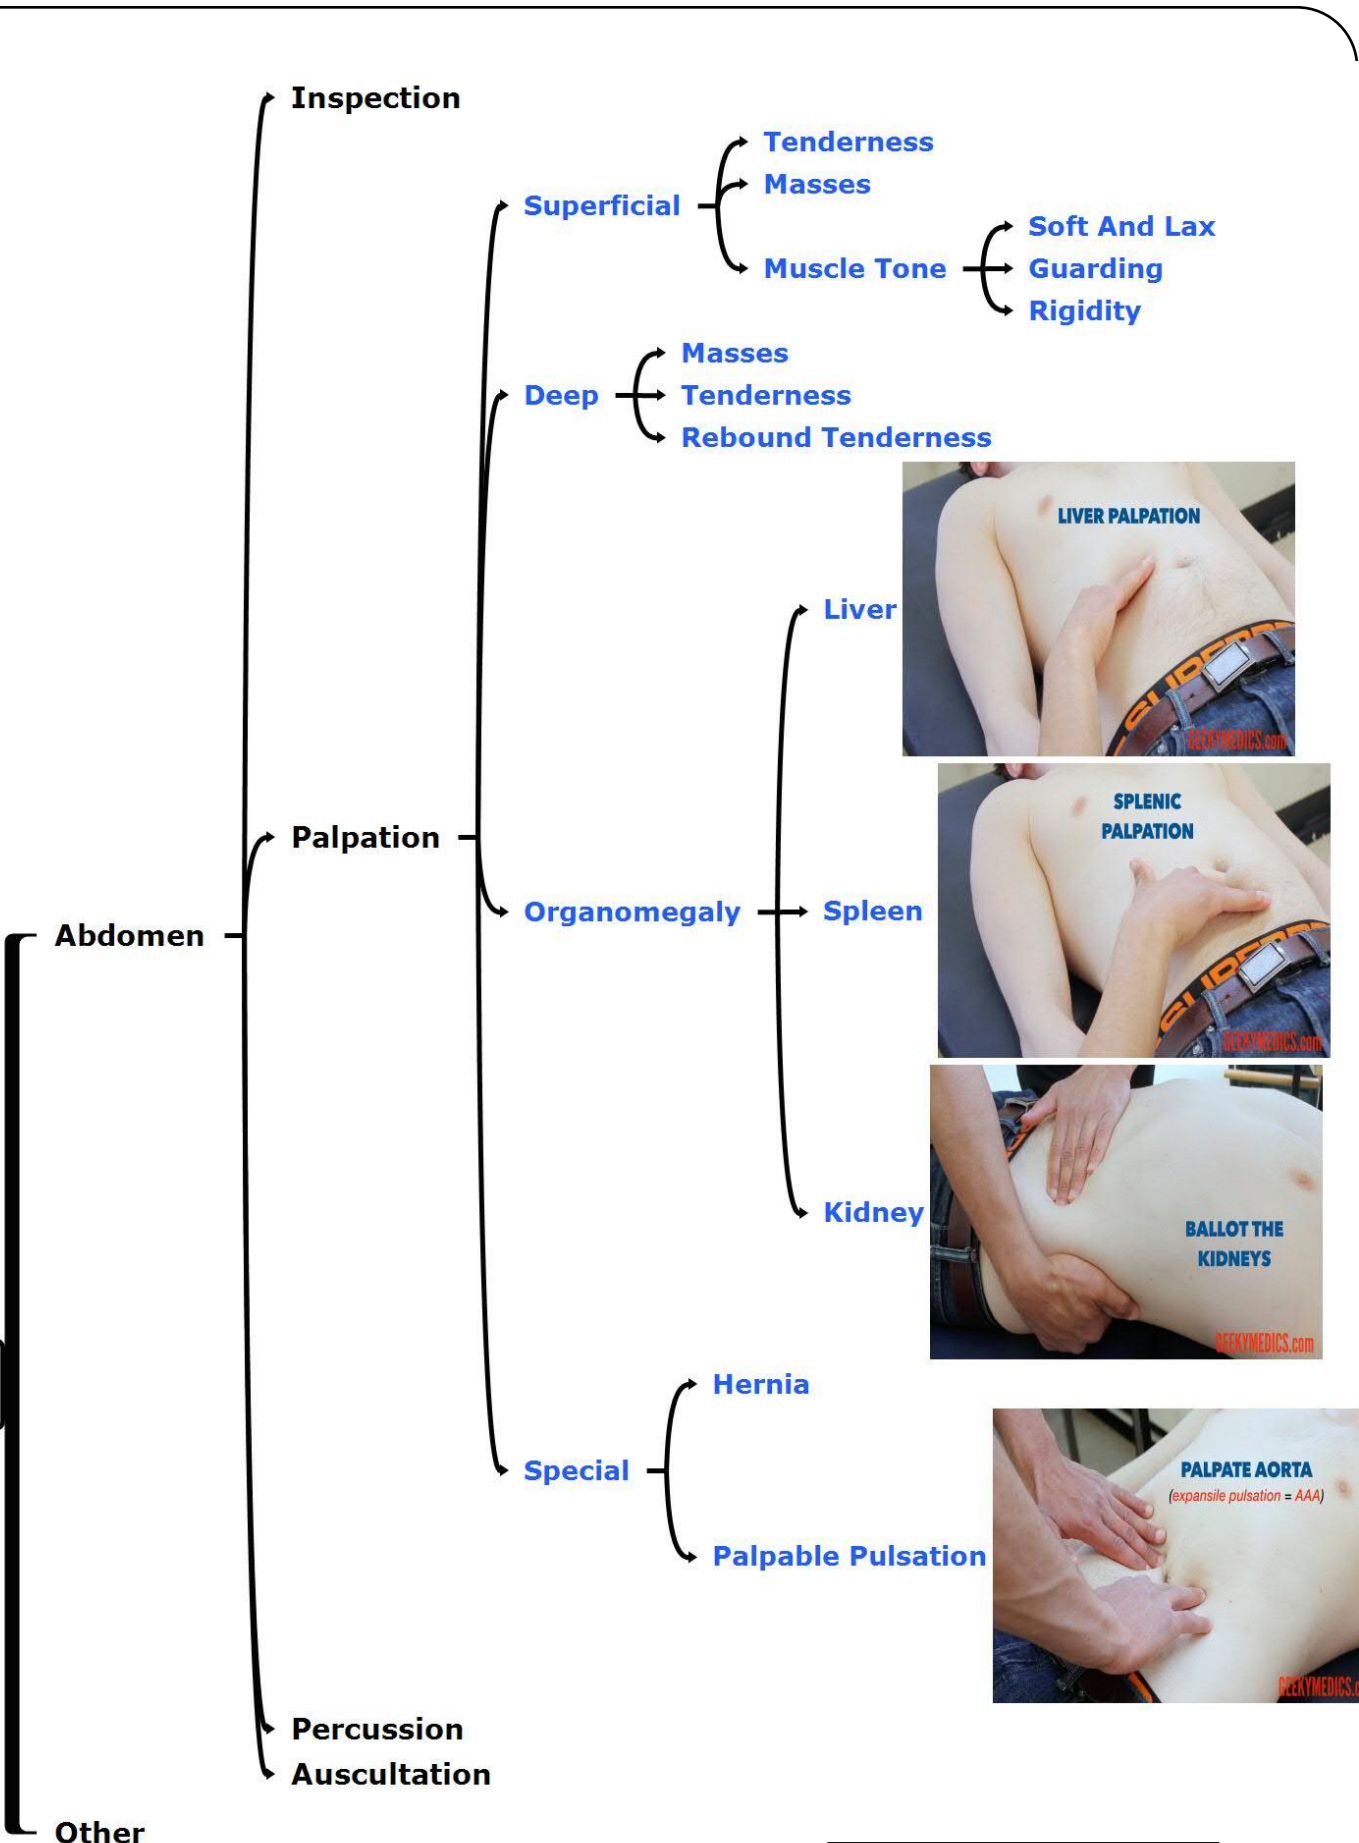 Inspection
Tenderness
Masses
Superficial
Soft And Lax
Muscle Tone
Guarding
Rigidity
Masses
Deep
Tenderness
Rebound Tenderness
LIVER PALPATION
Liver
GEEKYMEDICS.com
SPLENIC
PALPATION
Palpation
Organomegaly
Spleen
Abdomen
GEEKYMEDICS.com
Kidney
BALLOT THE
KIDNEYS
GEEKYMEDICS.com
Hernia
Special
PALPATE AORTA
(expansile pulsation = AAA)
Palpable Pulsation
GEEKYMEDICS.c
Percussion
Auscultation
Other